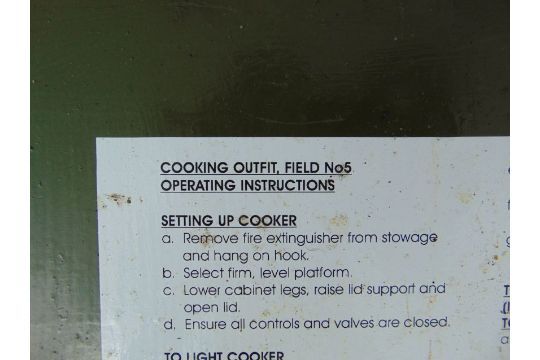 COOKING OUTFIT, FIELD No5
OPERATING INSTRUCTIONS
SETTING UP COOKER
a. Remove fire extinguisher from stowage
and hang on hook.
b. Select firm, level platform.
c. Lower cabinet legs, raise lid support and
open lid.
d. Ensure all controls and valves are closed.
TO LIGHT COOKER